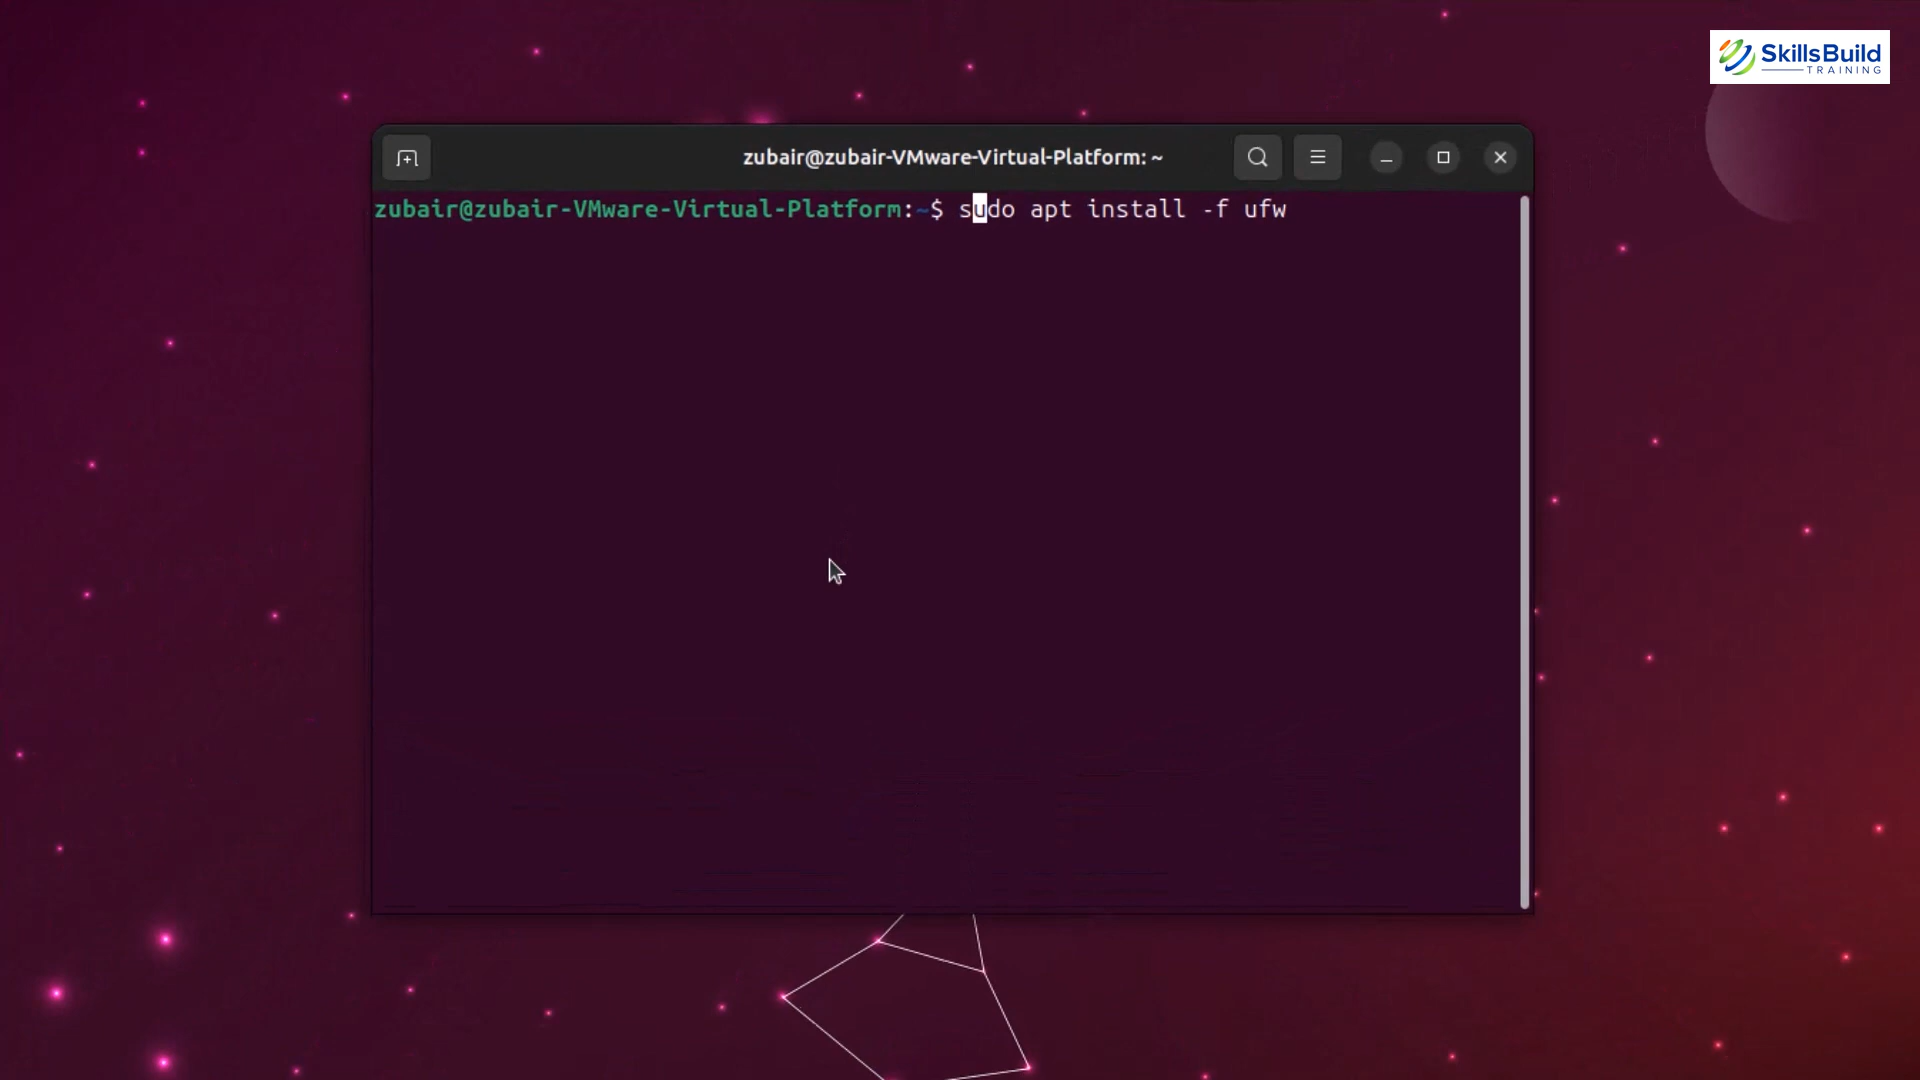 SkillsBuild
TRAINING
zubair@zubair-VMware-Virtual-Platform: ~
zubair@zubair-VMware-Virtual-Platform:~$ sudo apt install -f ufw